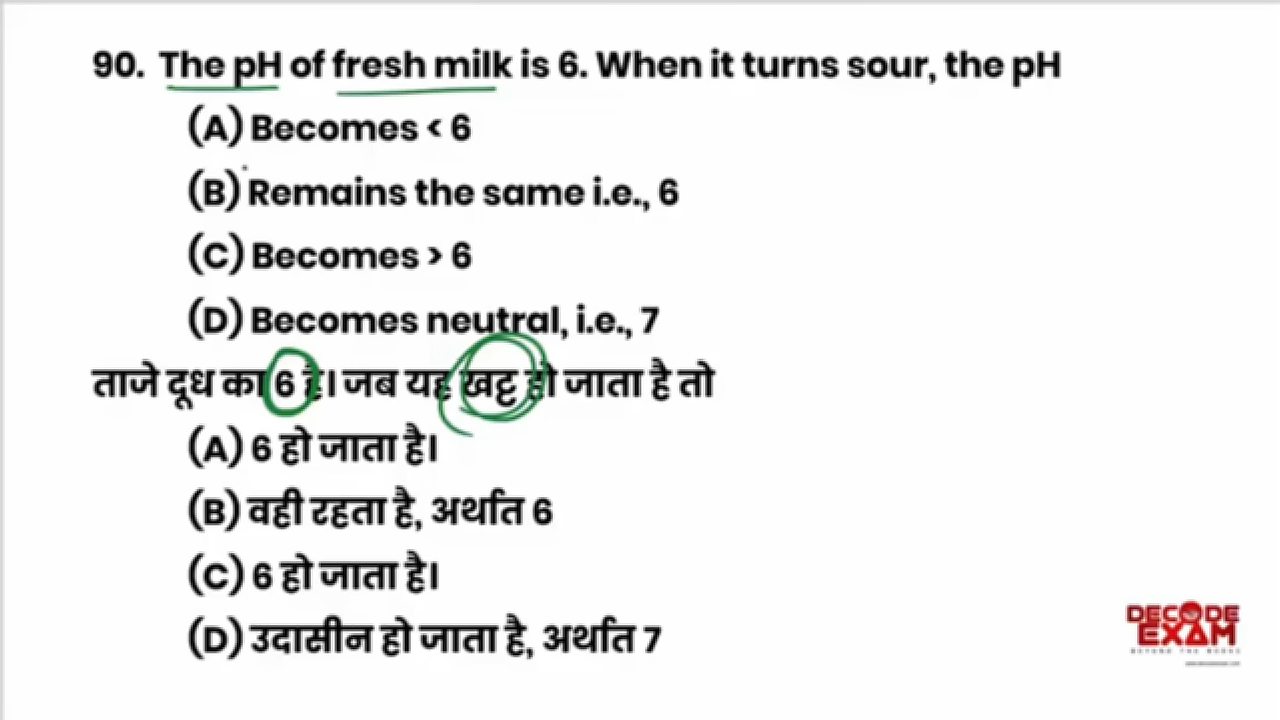 90. The pH of fresh milk is 6. When it turns sour, the pH
(A) Becomes < 6
(B) Remains the same i.e., 6
(C) Becomes > 6
(D) Becomes neutral, i.e., 7
ताजे दूध का 6 है। जब यह खट्ट हो जाता है तो
(A) 6 हो जाता है।
(B) वही रहता है, अर्थात 6
(C) 6 हो जाता है।
(D) उदासीन हो जाता है, अर्थात 7
DECODE
EXAM